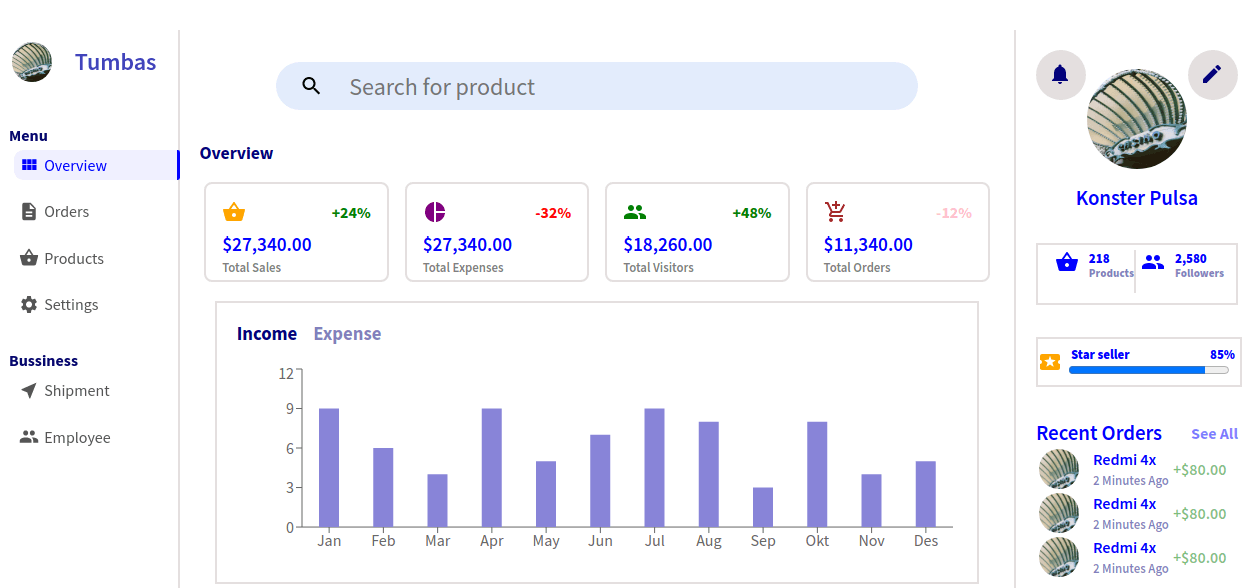 Tumbas
Menu
Overview
Orders
Products
Settings
Bussiness
Shipment
Employee
Search for product
Overview
+24%
$27,340.00
Total Sales
-32%
$27,340.00
Total Expenses
+48%
$18,260.00
Total Visitors
-12%
$11,340.00
Total Orders
Income Expense
12
9
6
3
0
Jan Feb Mar Apr May Jun Jul Aug Sep Okt Nov Des
Konster Pulsa
218
Products
2,580
Followers
Star seller 85%
Recent Orders See All
Redmi 4x
2 Minutes Ago
+$80.00
Redmi 4x
2 Minutes Ago
+$80.00
Redmi 4x
2 Minutes Ago
+$80.00